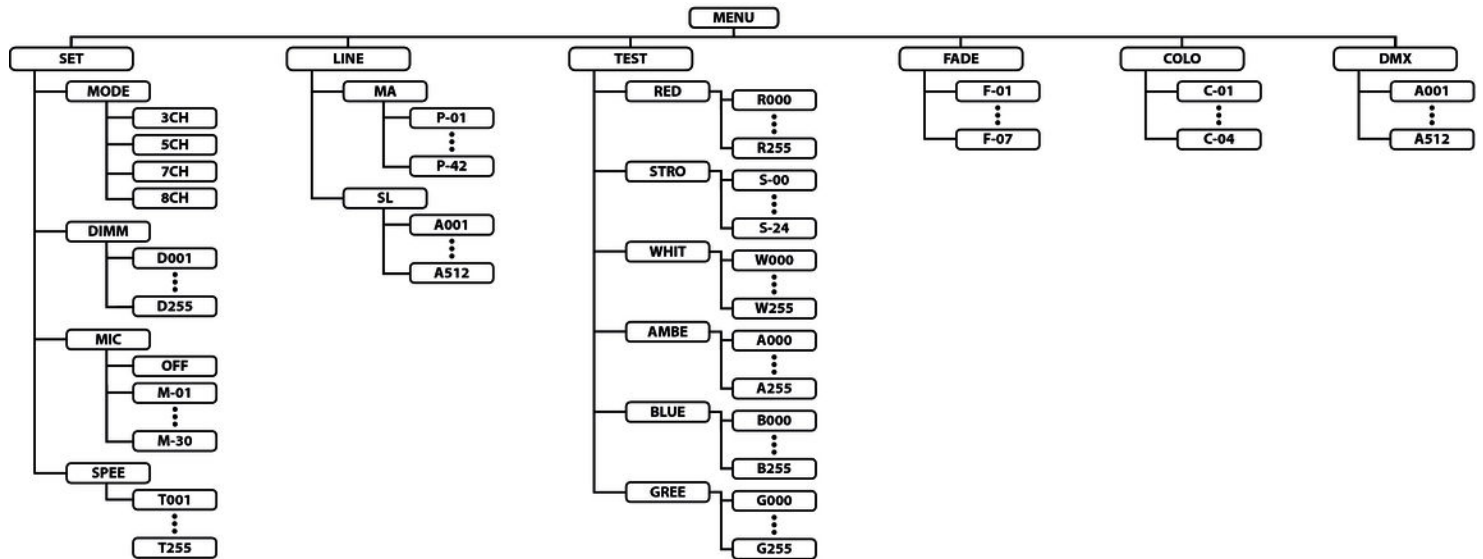 MENU
SET
MODE
3CH
5CH
7CH
8CH
DIMM
D001
D255
MIC
OFF
M-01
M-30
SPEE
T001
T255
LINE
MA
P-01
P-42
SL
A001
A512
TEST
RED
R000
R255
STRO
S-00
S-24
WHIT
W000
W255
AMBE
A000
A255
BLUE
B000
B255
GREE
G000
G255
FADE
F-01
F-07
COLO
C-01
C-04
DMX
A001
A512